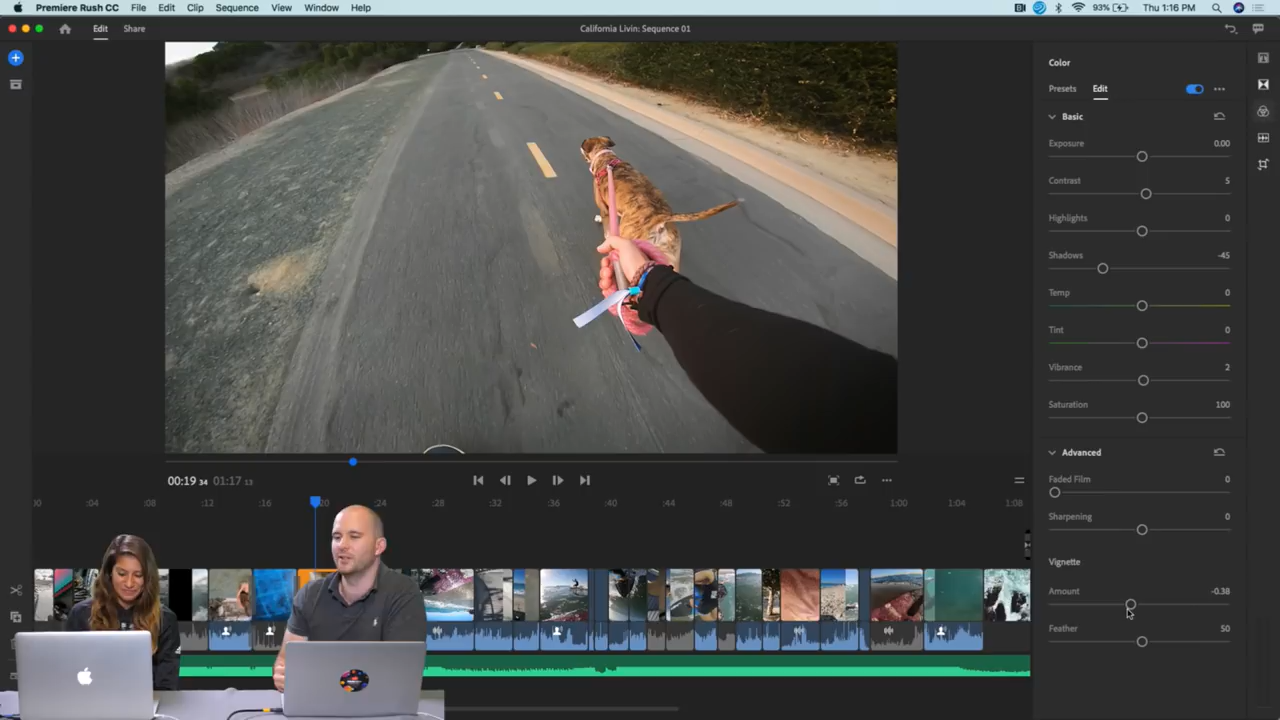 Premiere Rush CC File Edit Clip Sequence View Window Help 93% Thu 1:16 PM
Edit Share California Livin: Sequence 01
Color
Presets Edit
Basic
Exposure 0.00
Contrast 5
Highlights 0
Shadows -45
Temp 0
Tint 0
Vibrance 2
Saturation 100
Advanced
Faded Film 0
Sharpening 0
Vignette
Amount -0.38
Feather 50
00:19 34 01:17 13
:00 :04 :08 :12 :16 :20 :24 :28 :32 :36 :40 :44 :48 :52 :56 1:00 1:04 1:08